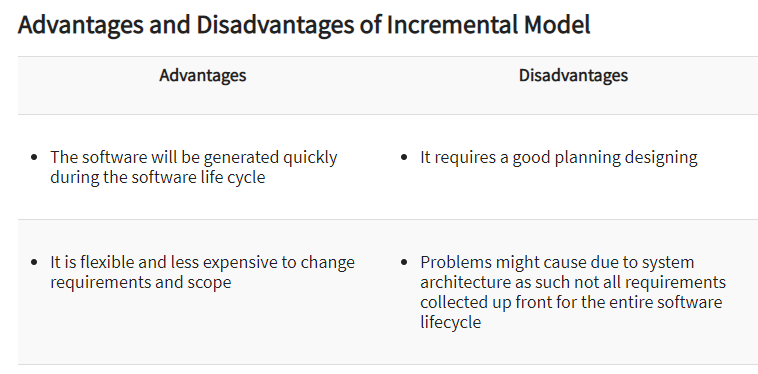 Advantages and Disadvantages of Incremental Model
Advantages
Disadvantages
• The software will be generated quickly
during the software life cycle
• It requires a good planning designing
• It is flexible and less expensive to change
requirements and scope
• Problems might cause due to system
architecture as such not all requirements
collected up front for the entire software
lifecycle